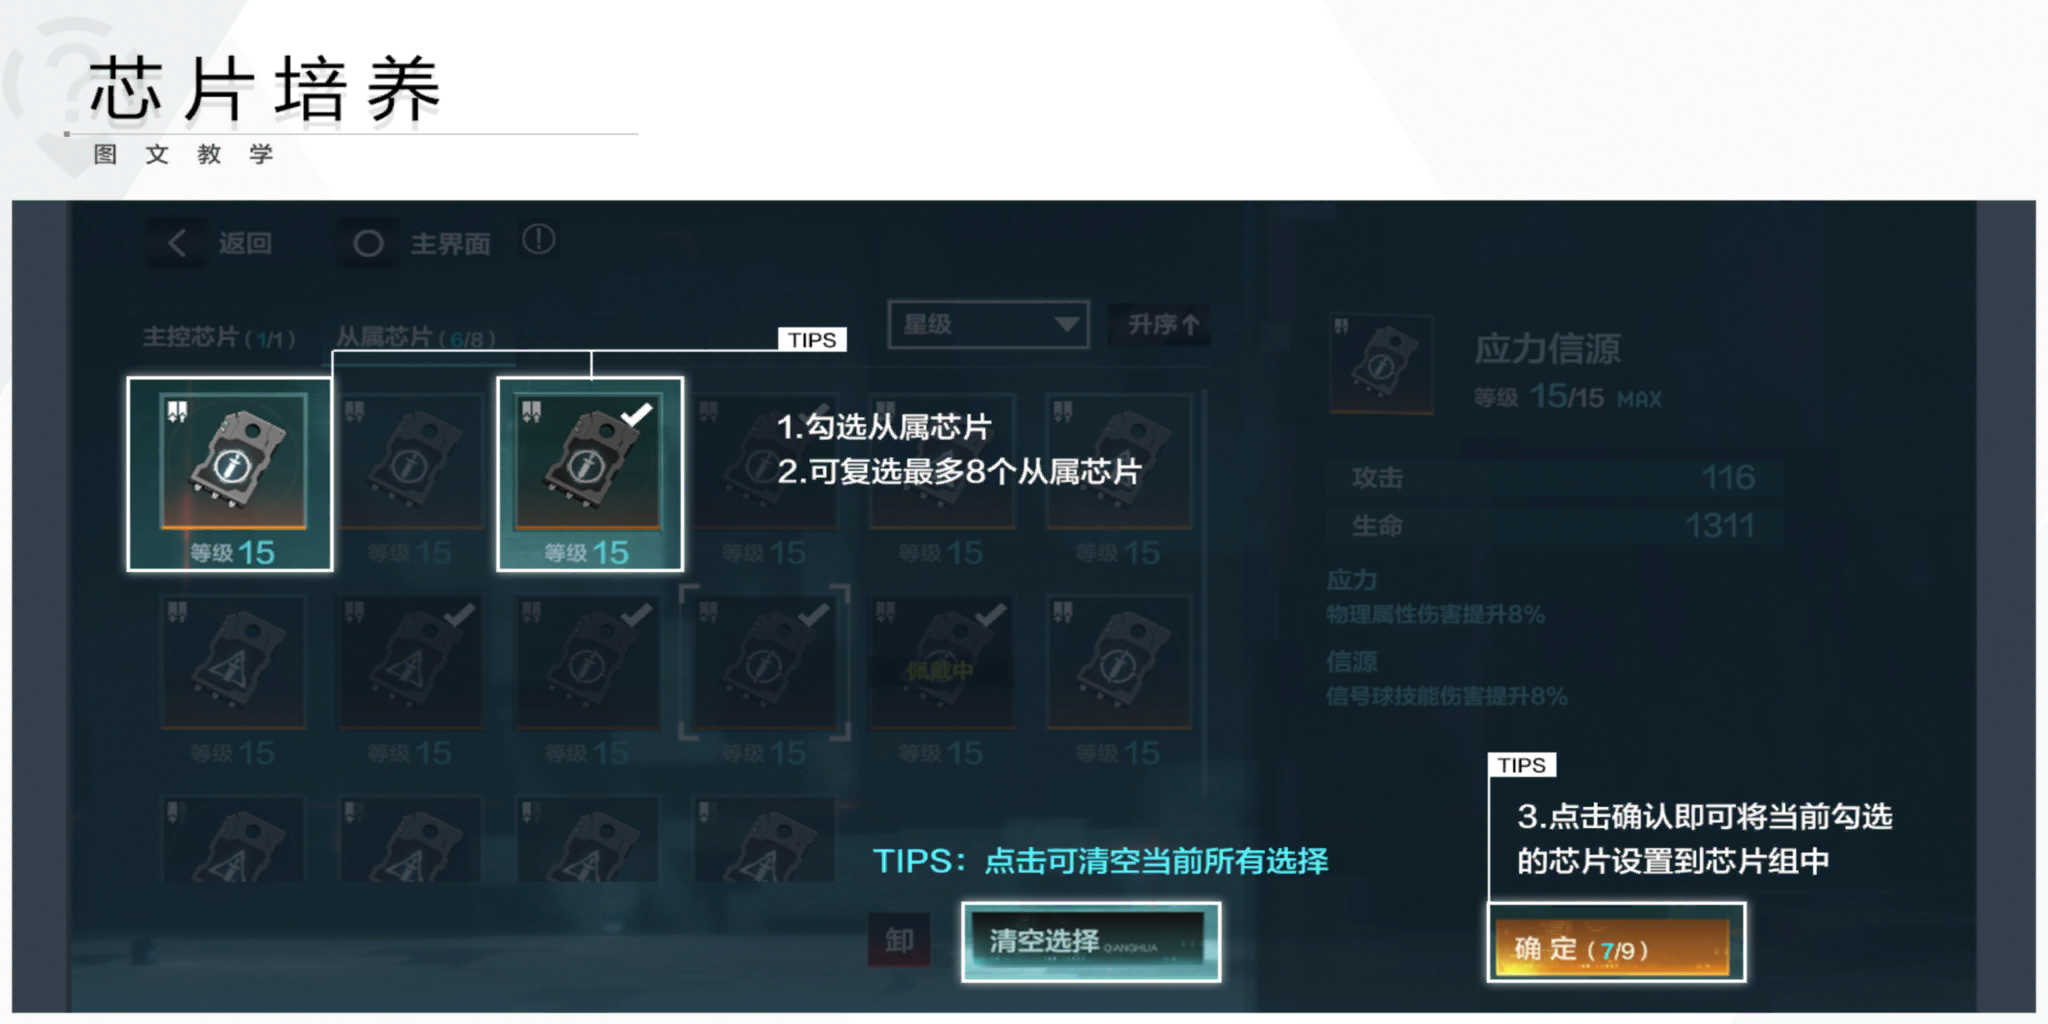 芯片培养
图文教学
返回
主界面
主控芯片(1/1)
从属芯片(6/8)
TIPS
星级
升序↑
1.勾选从属芯片
2.可复选最多8个从属芯片
等级 15
等级 15
等级 15
等级 15
等级 15
等级 15
佩戴中
等级 15
等级 15
等级 15
等级 15
等级 15
等级 15
应力信源
等级 15/15 MAX
攻击 116
生命 1311
应力
物理属性伤害提升8%
信源
信号球技能伤害提升8%
TIPS
3.点击确认即可将当前勾选
的芯片设置到芯片组中
TIPS：点击可清空当前所有选择
卸
清空选择 QIANGHUA
确定(7/9)